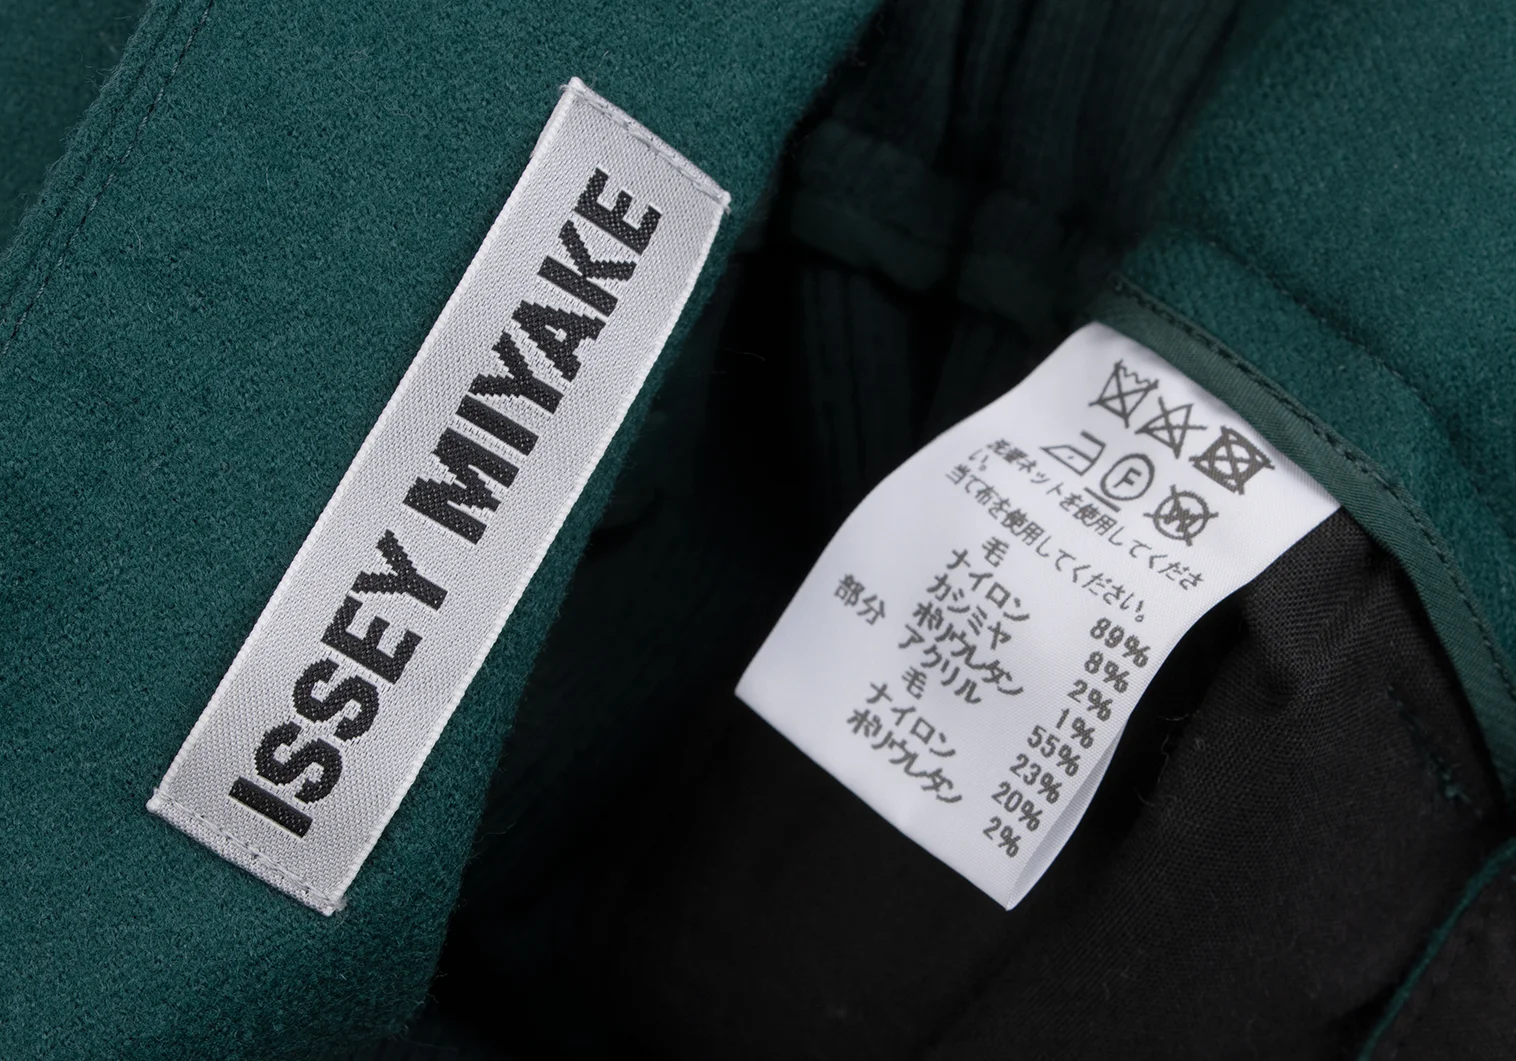 ISSEY MIYAKE
F
W
洗濯ネットを使用してくださ
い。
当て布を使用してください。
毛 89%
ナイロン 8%
カシミヤ 2%
ポリウレタン 1%
部分 アクリル 55%
毛 23%
ナイロン 20%
ポリウレタン 2%